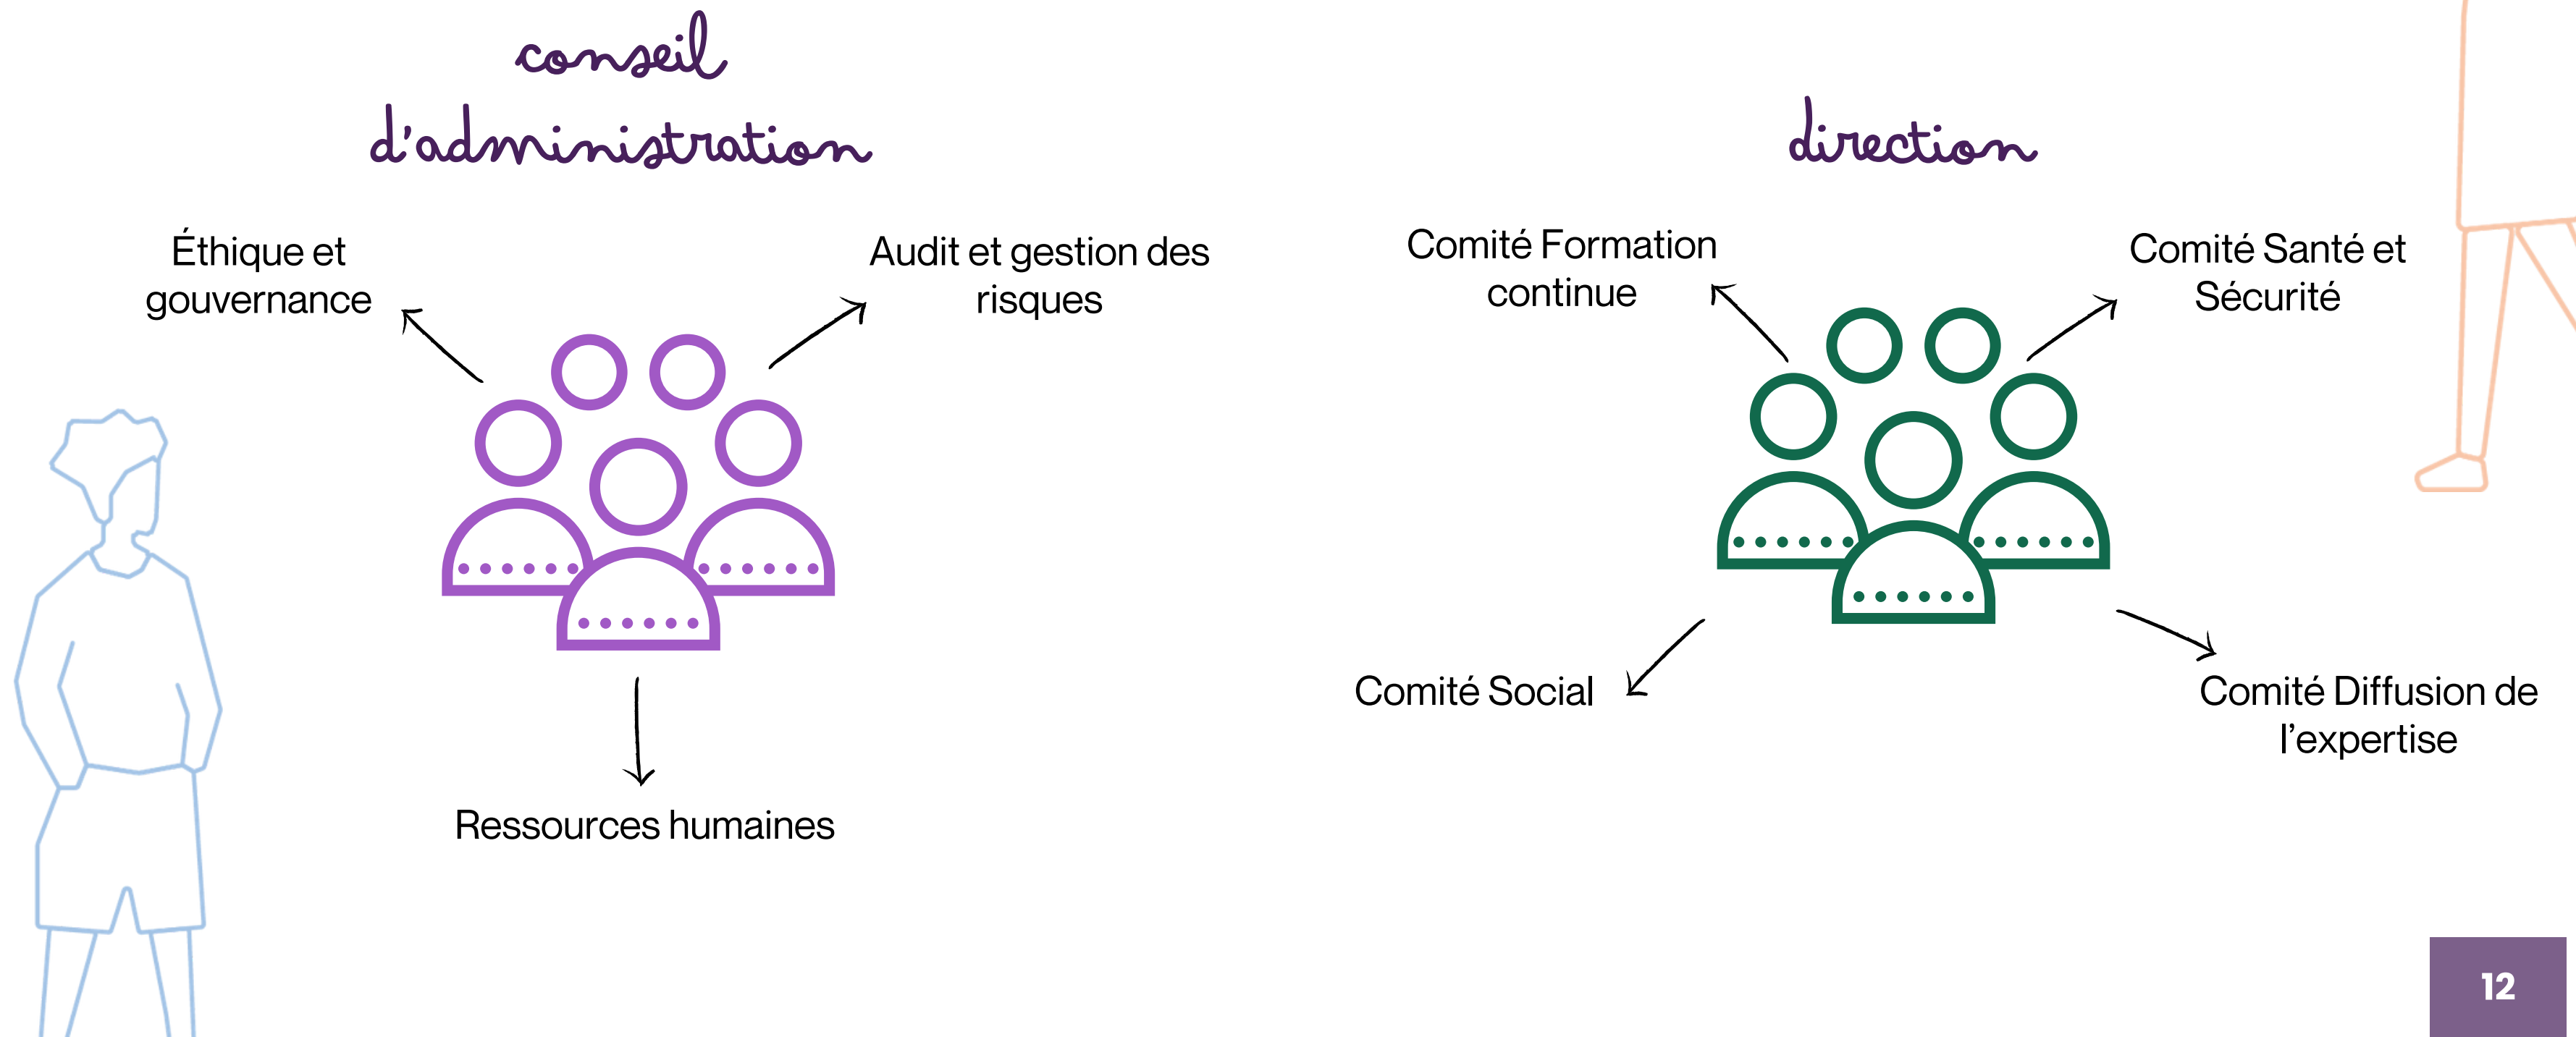 conseil
d'administration
Éthique et
gouvernance
Audit et gestion des
risques
Ressources humaines
direction
Comité Formation
continue
Comité Santé et
Sécurité
Comité Social
Comité Diffusion de
l’expertise
12